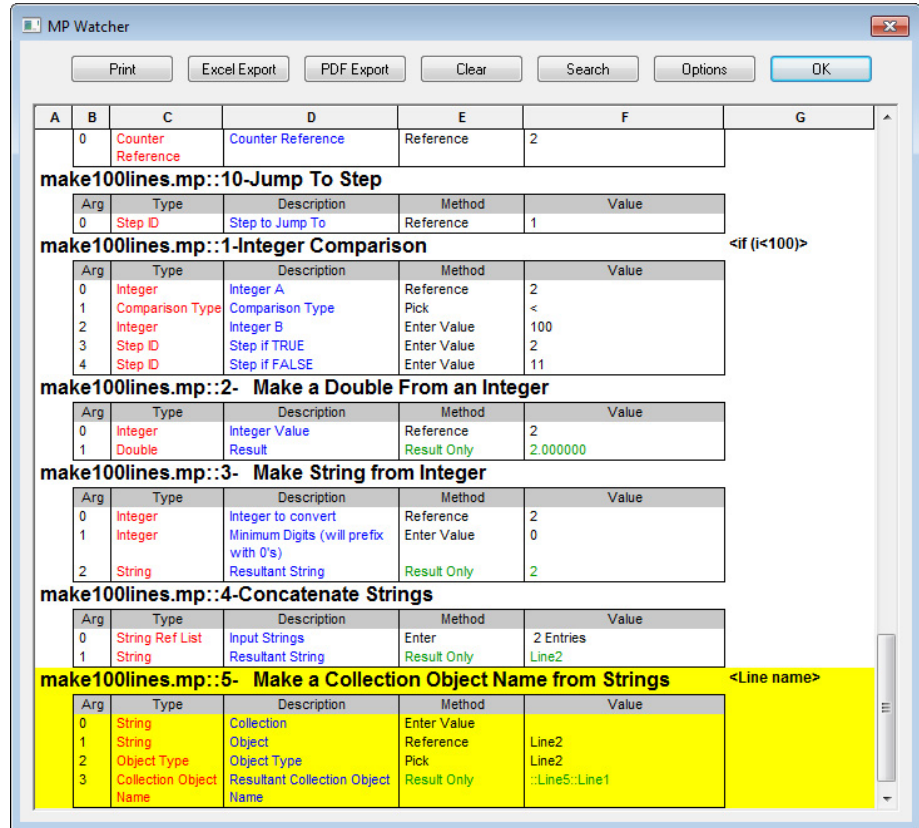 MP Watcher
Print Excel Export PDF Export Clear Search Options OK
A B C D E F G
0 Counter Reference Counter Reference Reference 2
make100lines.mp::10-Jump To Step
Arg Type Description Method Value
0 Step ID Step to Jump To Reference 1
make100lines.mp::1-Integer Comparison <if (i<100)>
Arg Type Description Method Value
0 Integer Integer A Reference 2
1 Comparison Type Comparison Type Pick <
2 Integer Integer B Enter Value 100
3 Step ID Step if TRUE Enter Value 2
4 Step ID Step if FALSE Enter Value 11
make100lines.mp::2- Make a Double From an Integer
Arg Type Description Method Value
0 Integer Integer Value Reference 2
1 Double Result Result Only 2.000000
make100lines.mp::3- Make String from Integer
Arg Type Description Method Value
0 Integer Integer to convert Reference 2
1 Integer Minimum Digits (will prefix with 0's) Enter Value 0
2 String Resultant String Result Only 2
make100lines.mp::4-Concatenate Strings
Arg Type Description Method Value
0 String Ref List Input Strings Enter 2 Entries
1 String Resultant String Result Only Line2
make100lines.mp::5- Make a Collection Object Name from Strings <Line name>
Arg Type Description Method Value
0 String Collection Enter Value
1 String Object Reference Line2
2 Object Type Object Type Pick Line2
3 Collection Object Name Resultant Collection Object Name Result Only ::Line5::Line1